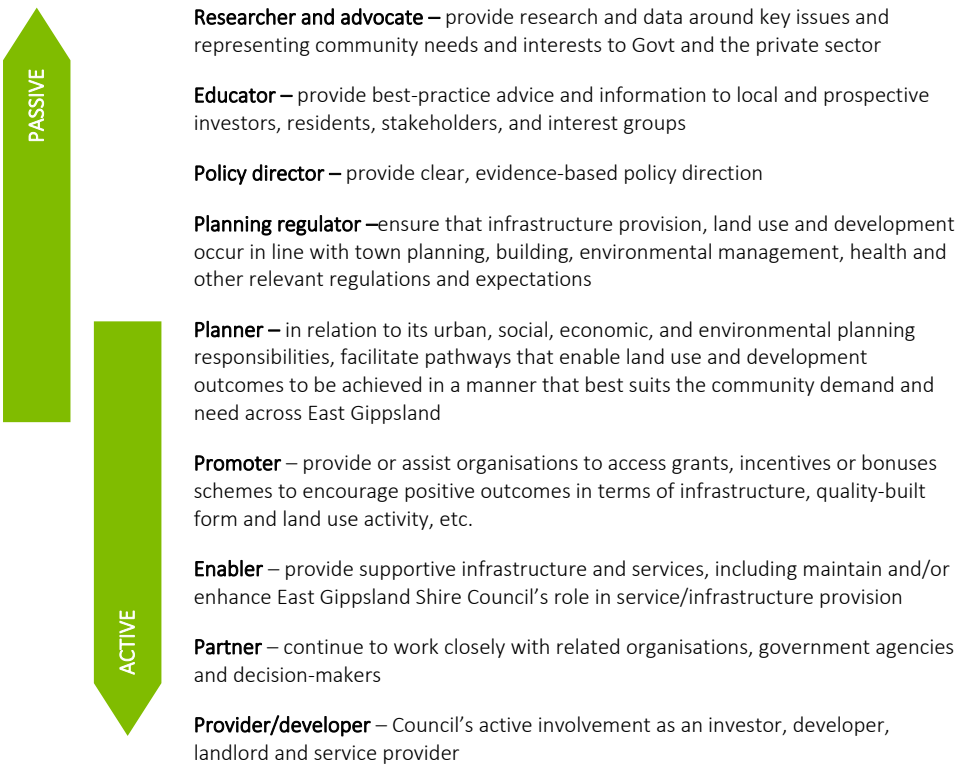 Researcher and advocate – provide research and data around key issues and
representing community needs and interests to Govt and the private sector
PASSIVE
Educator – provide best-practice advice and information to local and prospective
investors, residents, stakeholders, and interest groups
Policy director – provide clear, evidence-based policy direction
Planning regulator –ensure that infrastructure provision, land use and development
occur in line with town planning, building, environmental management, health and
other relevant regulations and expectations
Planner – in relation to its urban, social, economic, and environmental planning
responsibilities, facilitate pathways that enable land use and development
outcomes to be achieved in a manner that best suits the community demand and
need across East Gippsland
Promoter – provide or assist organisations to access grants, incentives or bonuses
schemes to encourage positive outcomes in terms of infrastructure, quality-built
form and land use activity, etc.
Enabler – provide supportive infrastructure and services, including maintain and/or
enhance East Gippsland Shire Council’s role in service/infrastructure provision
ACTIVE
Partner – continue to work closely with related organisations, government agencies
and decision-makers
Provider/developer – Council’s active involvement as an investor, developer,
landlord and service provider